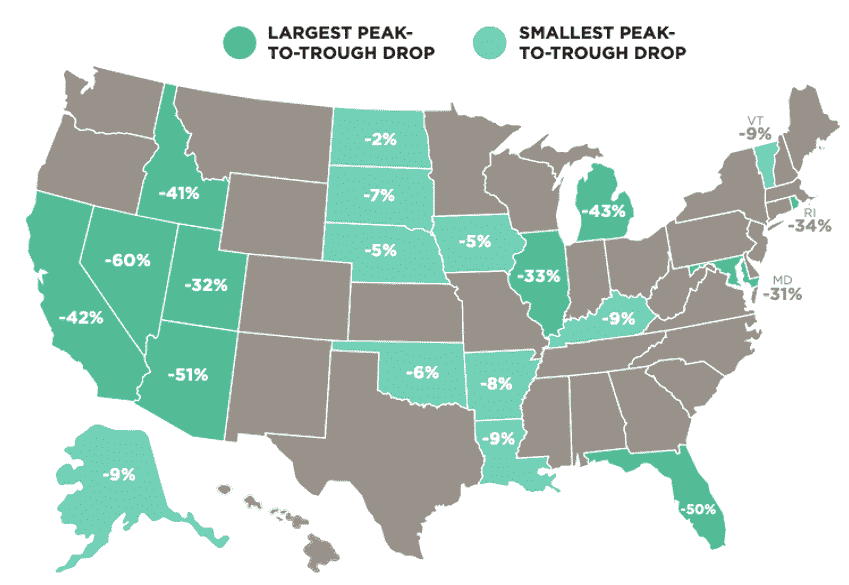 LARGEST PEAK-
TO-TROUGH DROP
SMALLEST PEAK-
TO-TROUGH DROP
VT
-9%
-2%
-41%
-7%
-43%
RI
-34%
-60%
-5%
-5%
-33%
-32%
MD
-31%
-42%
-9%
-51%
-6%
-8%
-9%
-9%
-50%